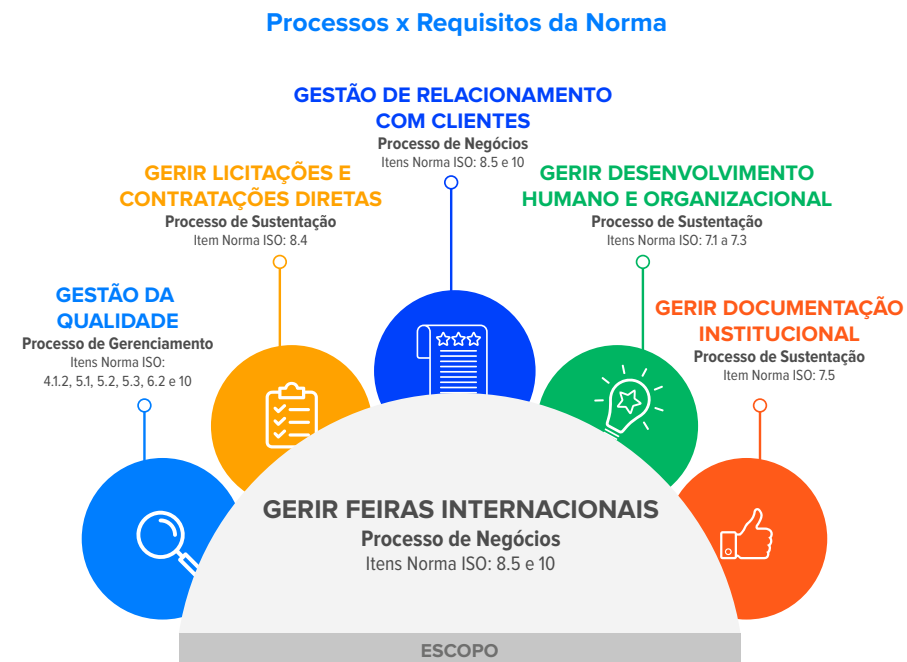 Processos x Requisitos da Norma
GESTÃO DE RELACIONAMENTO
COM CLIENTES
Processo de Negócios
Itens Norma ISO: 8.5 e 10
GERIR LICITAÇÕES E
CONTRATAÇÕES DIRETAS
Processo de Sustentação
Item Norma ISO: 8.4
GERIR DESENVOLVIMENTO
HUMANO E ORGANIZACIONAL
Processo de Sustentação
Itens Norma ISO: 7.1 a 7.3
GESTÃO DA
QUALIDADE
Processo de Gerenciamento
Itens Norma ISO:
4.1.2, 5.1, 5.2, 5.3, 6.2 e 10
GERIR DOCUMENTAÇÃO
INSTITUCIONAL
Processo de Sustentação
Item Norma ISO: 7.5
GERIR FEIRAS INTERNACIONAIS
Processo de Negócios
Itens Norma ISO: 8.5 e 10
ESCOPO